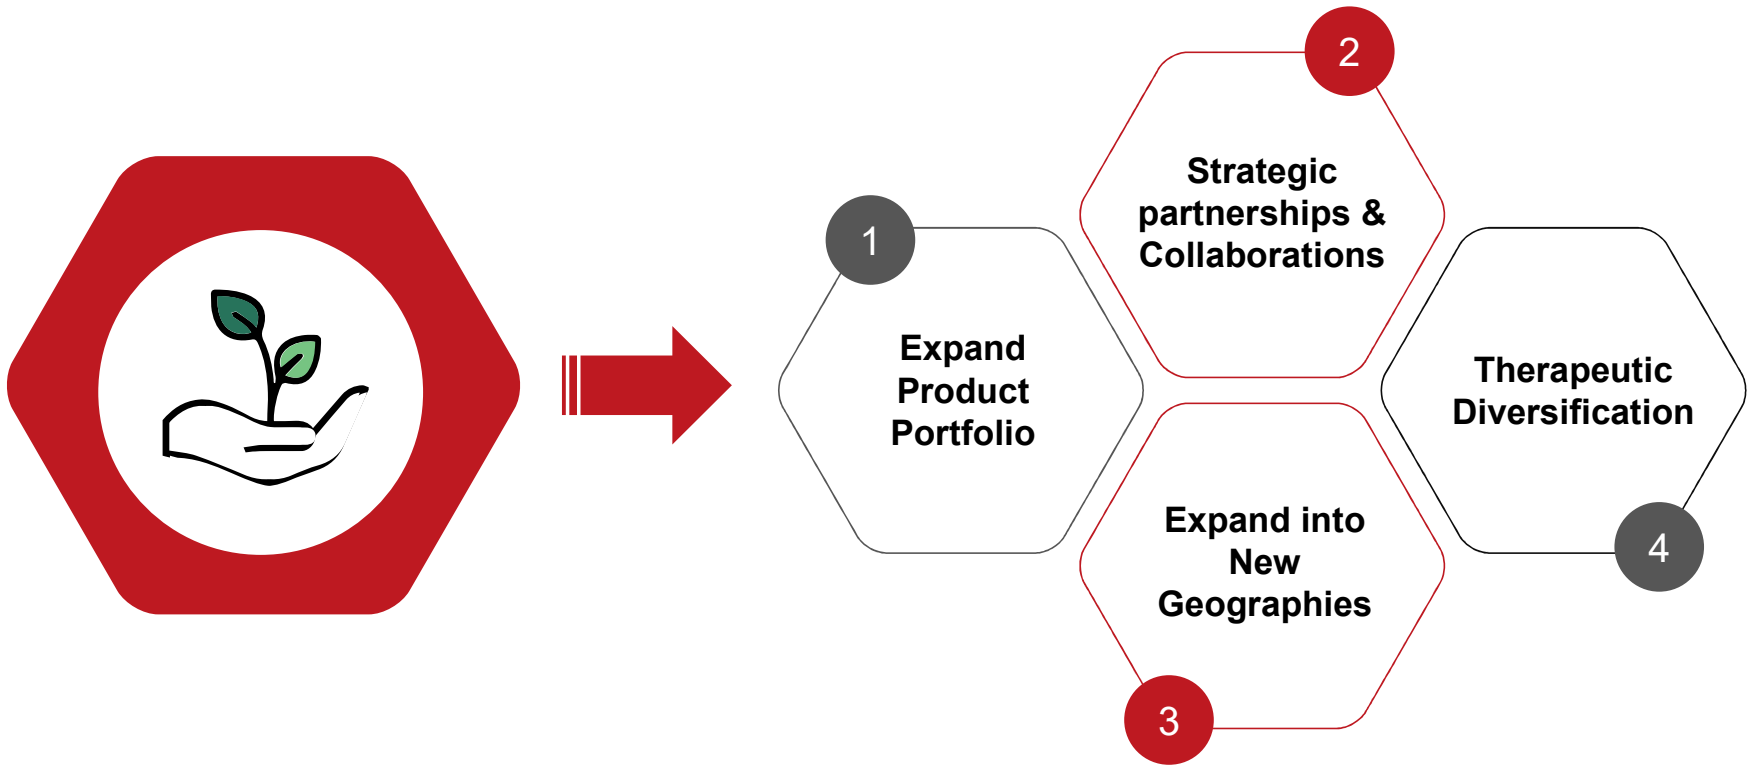 1
Expand
Product
Portfolio
2
Strategic
partnerships &
Collaborations
3
Expand into
New
Geographies
4
Therapeutic
Diversification